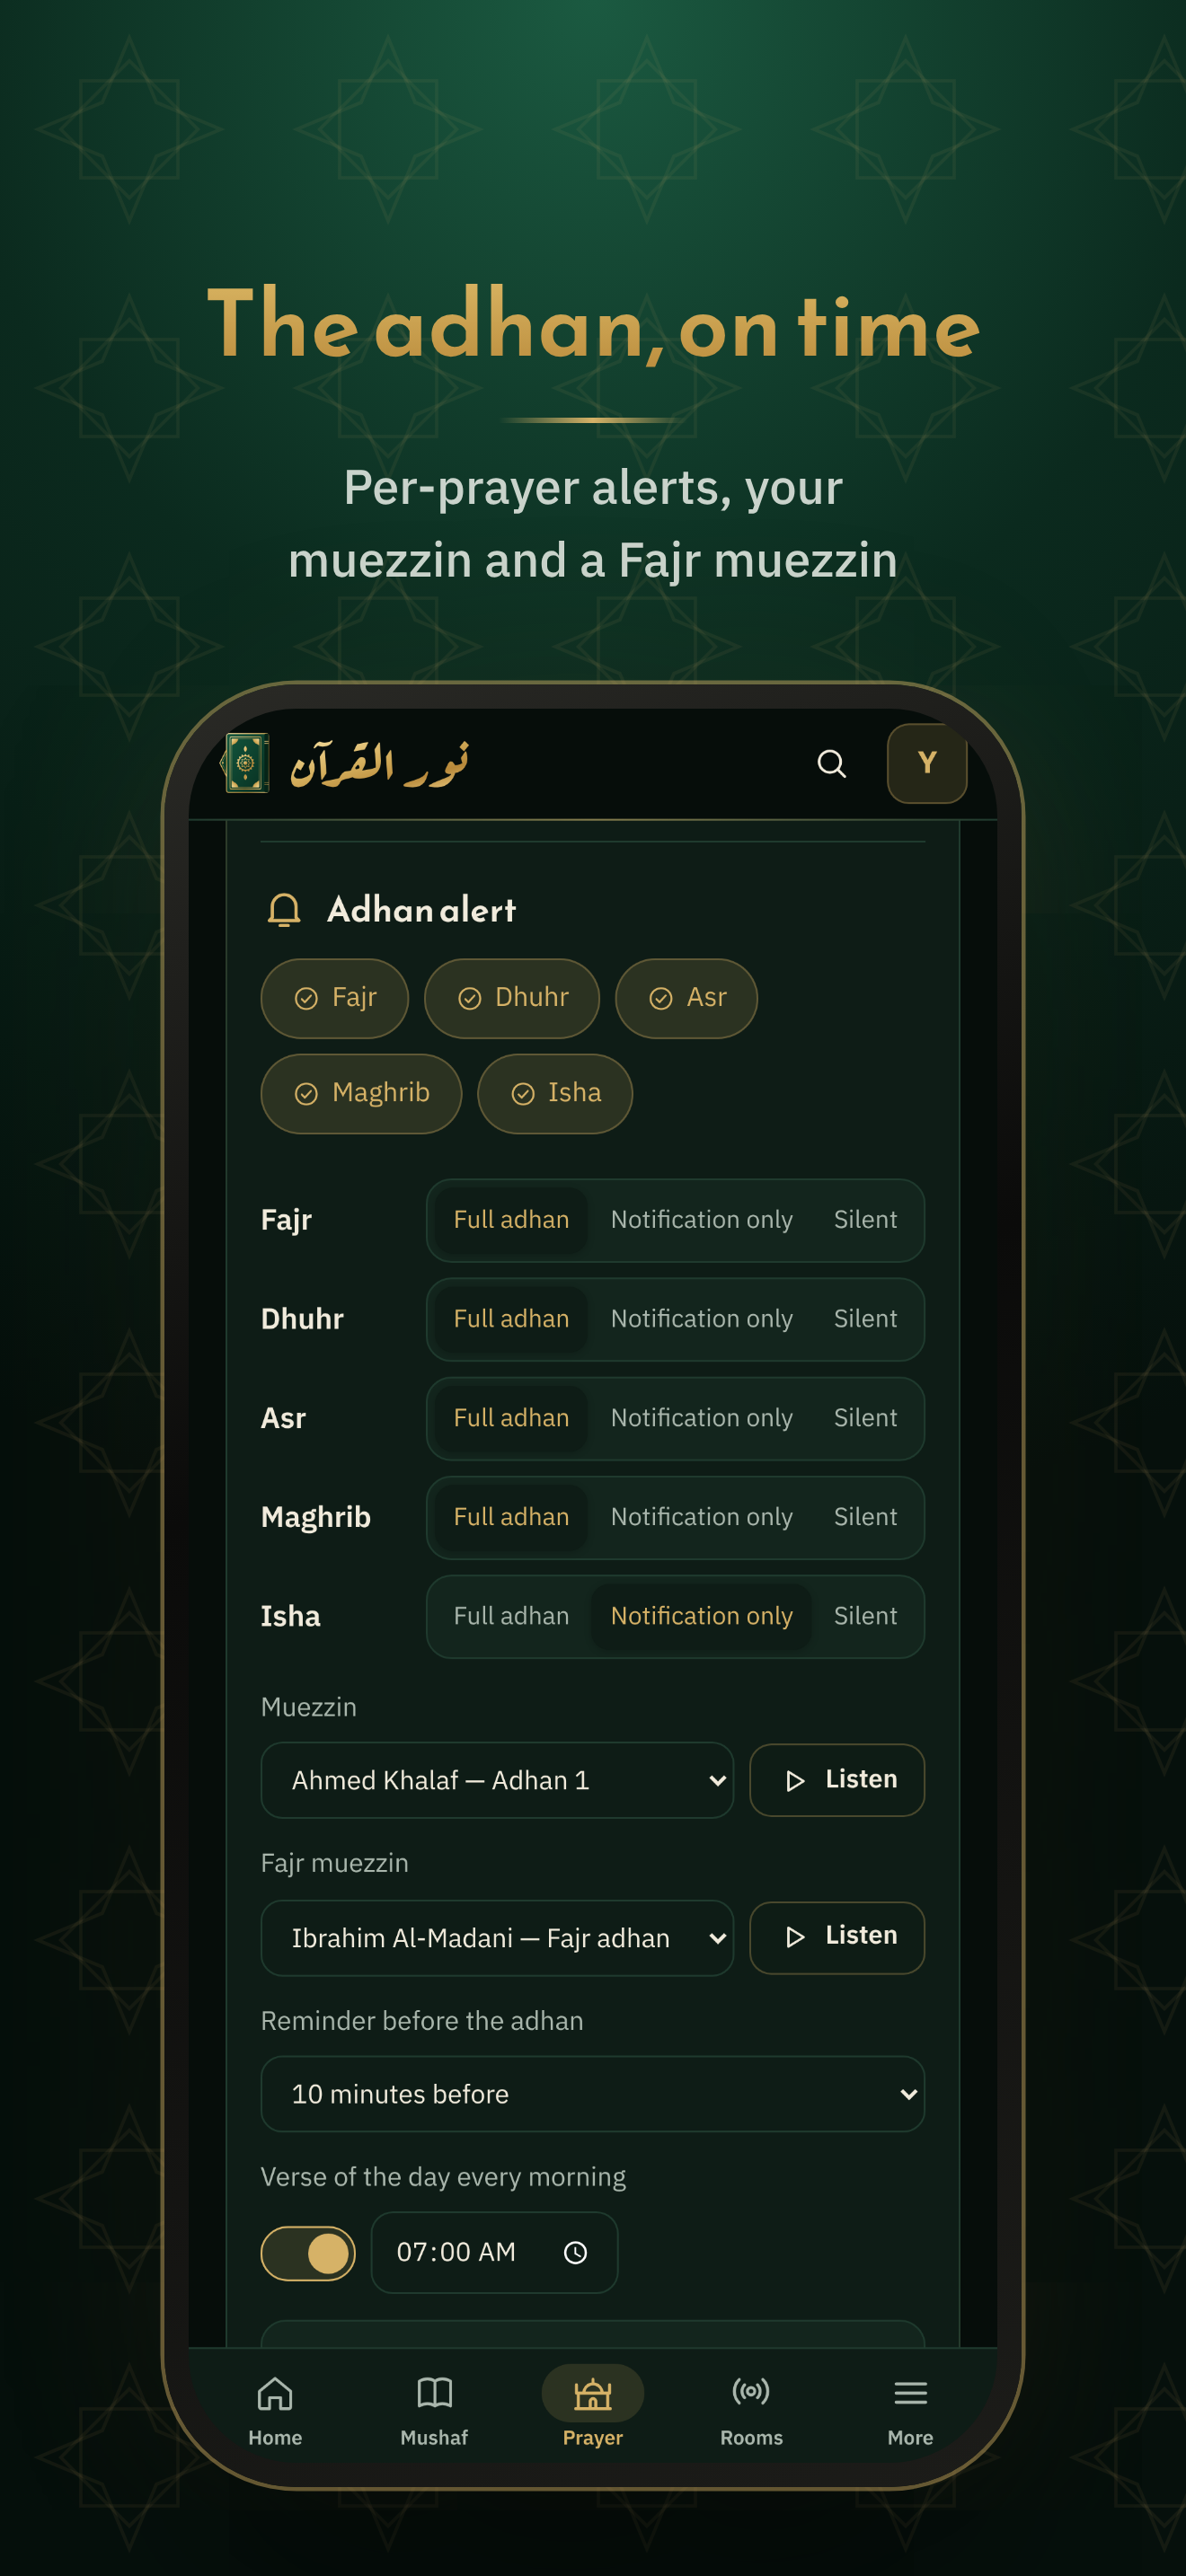 The adhan, on time
Per-prayer alerts, your
muezzin and a Fajr muezzin
نور القرآن
Y
Adhan alert
Fajr Dhuhr Asr
Maghrib Isha
Fajr Full adhan Notification only Silent
Dhuhr Full adhan Notification only Silent
Asr Full adhan Notification only Silent
Maghrib Full adhan Notification only Silent
Isha Full adhan Notification only Silent
Muezzin
Ahmed Khalaf — Adhan 1 Listen
Fajr muezzin
Ibrahim Al-Madani — Fajr adhan Listen
Reminder before the adhan
10 minutes before
Verse of the day every morning
07:00 AM
Home Mushaf Prayer Rooms More